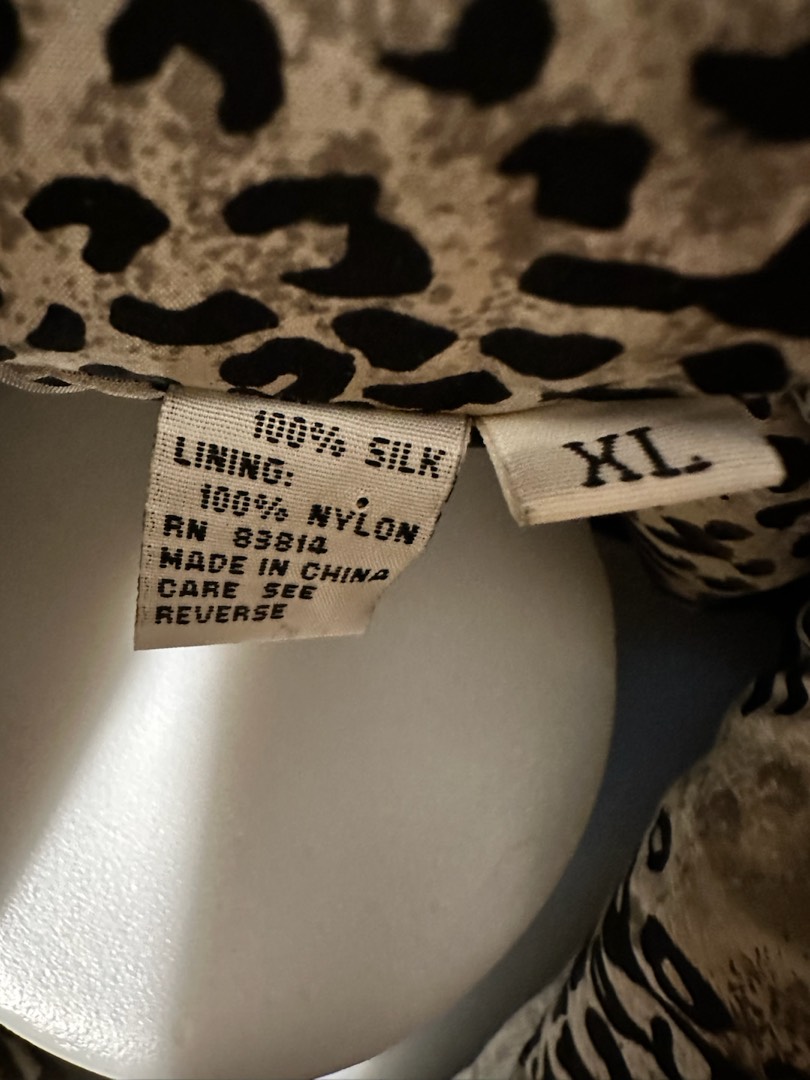 100% SILK
LINING:
100% NYLON
RN 83814
MADE IN CHINA
CARE SEE
REVERSE
XL